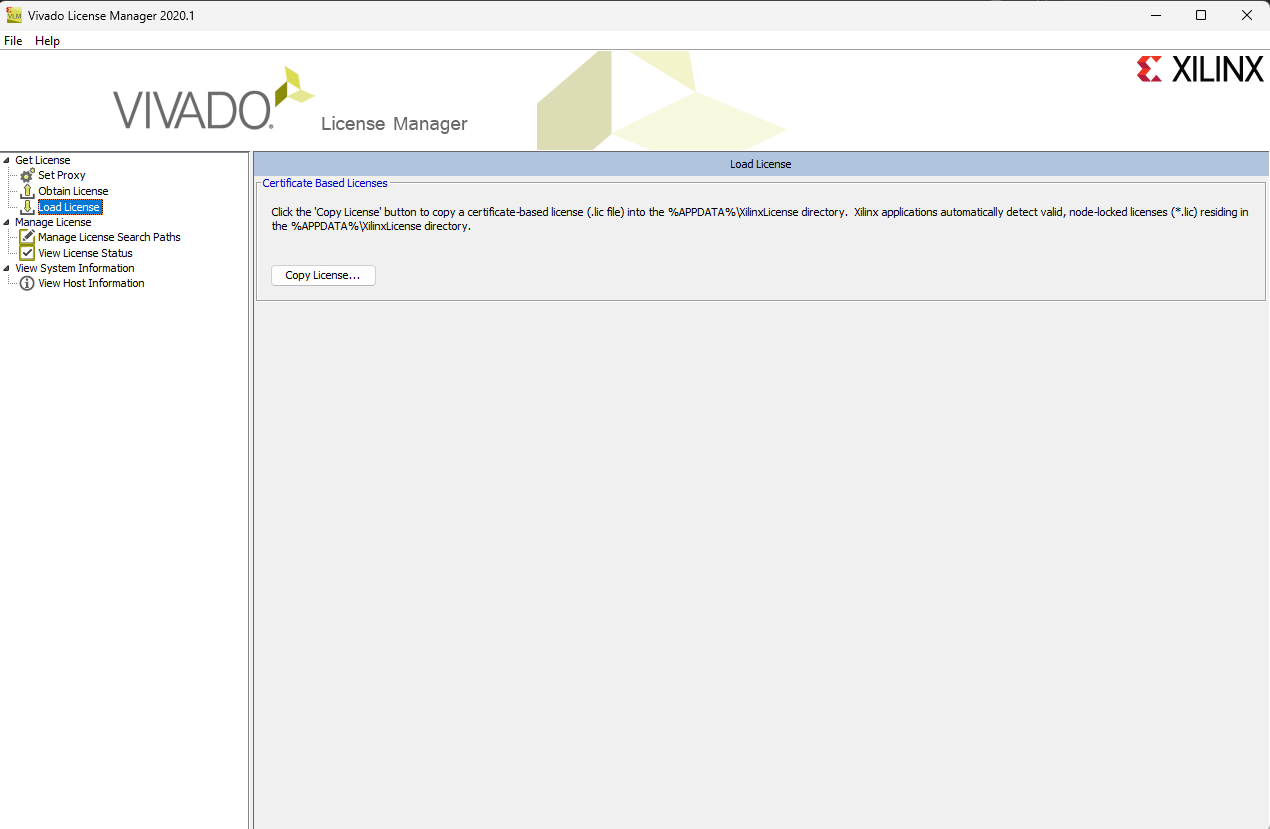 Vivado License Manager 2020.1
File Help
VIVADO.
License Manager
XILINX
Get License
Set Proxy
Obtain License
Load License
Manage License
Manage License Search Paths
View License Status
View System Information
View Host Information
Load License
Certificate Based Licenses
Click the 'Copy License' button to copy a certificate-based license (.lic file) into the %APPDATA%\XilinxLicense directory.  Xilinx applications automatically detect valid, node-locked licenses (*.lic) residing in
the %APPDATA%\XilinxLicense directory.
Copy License...